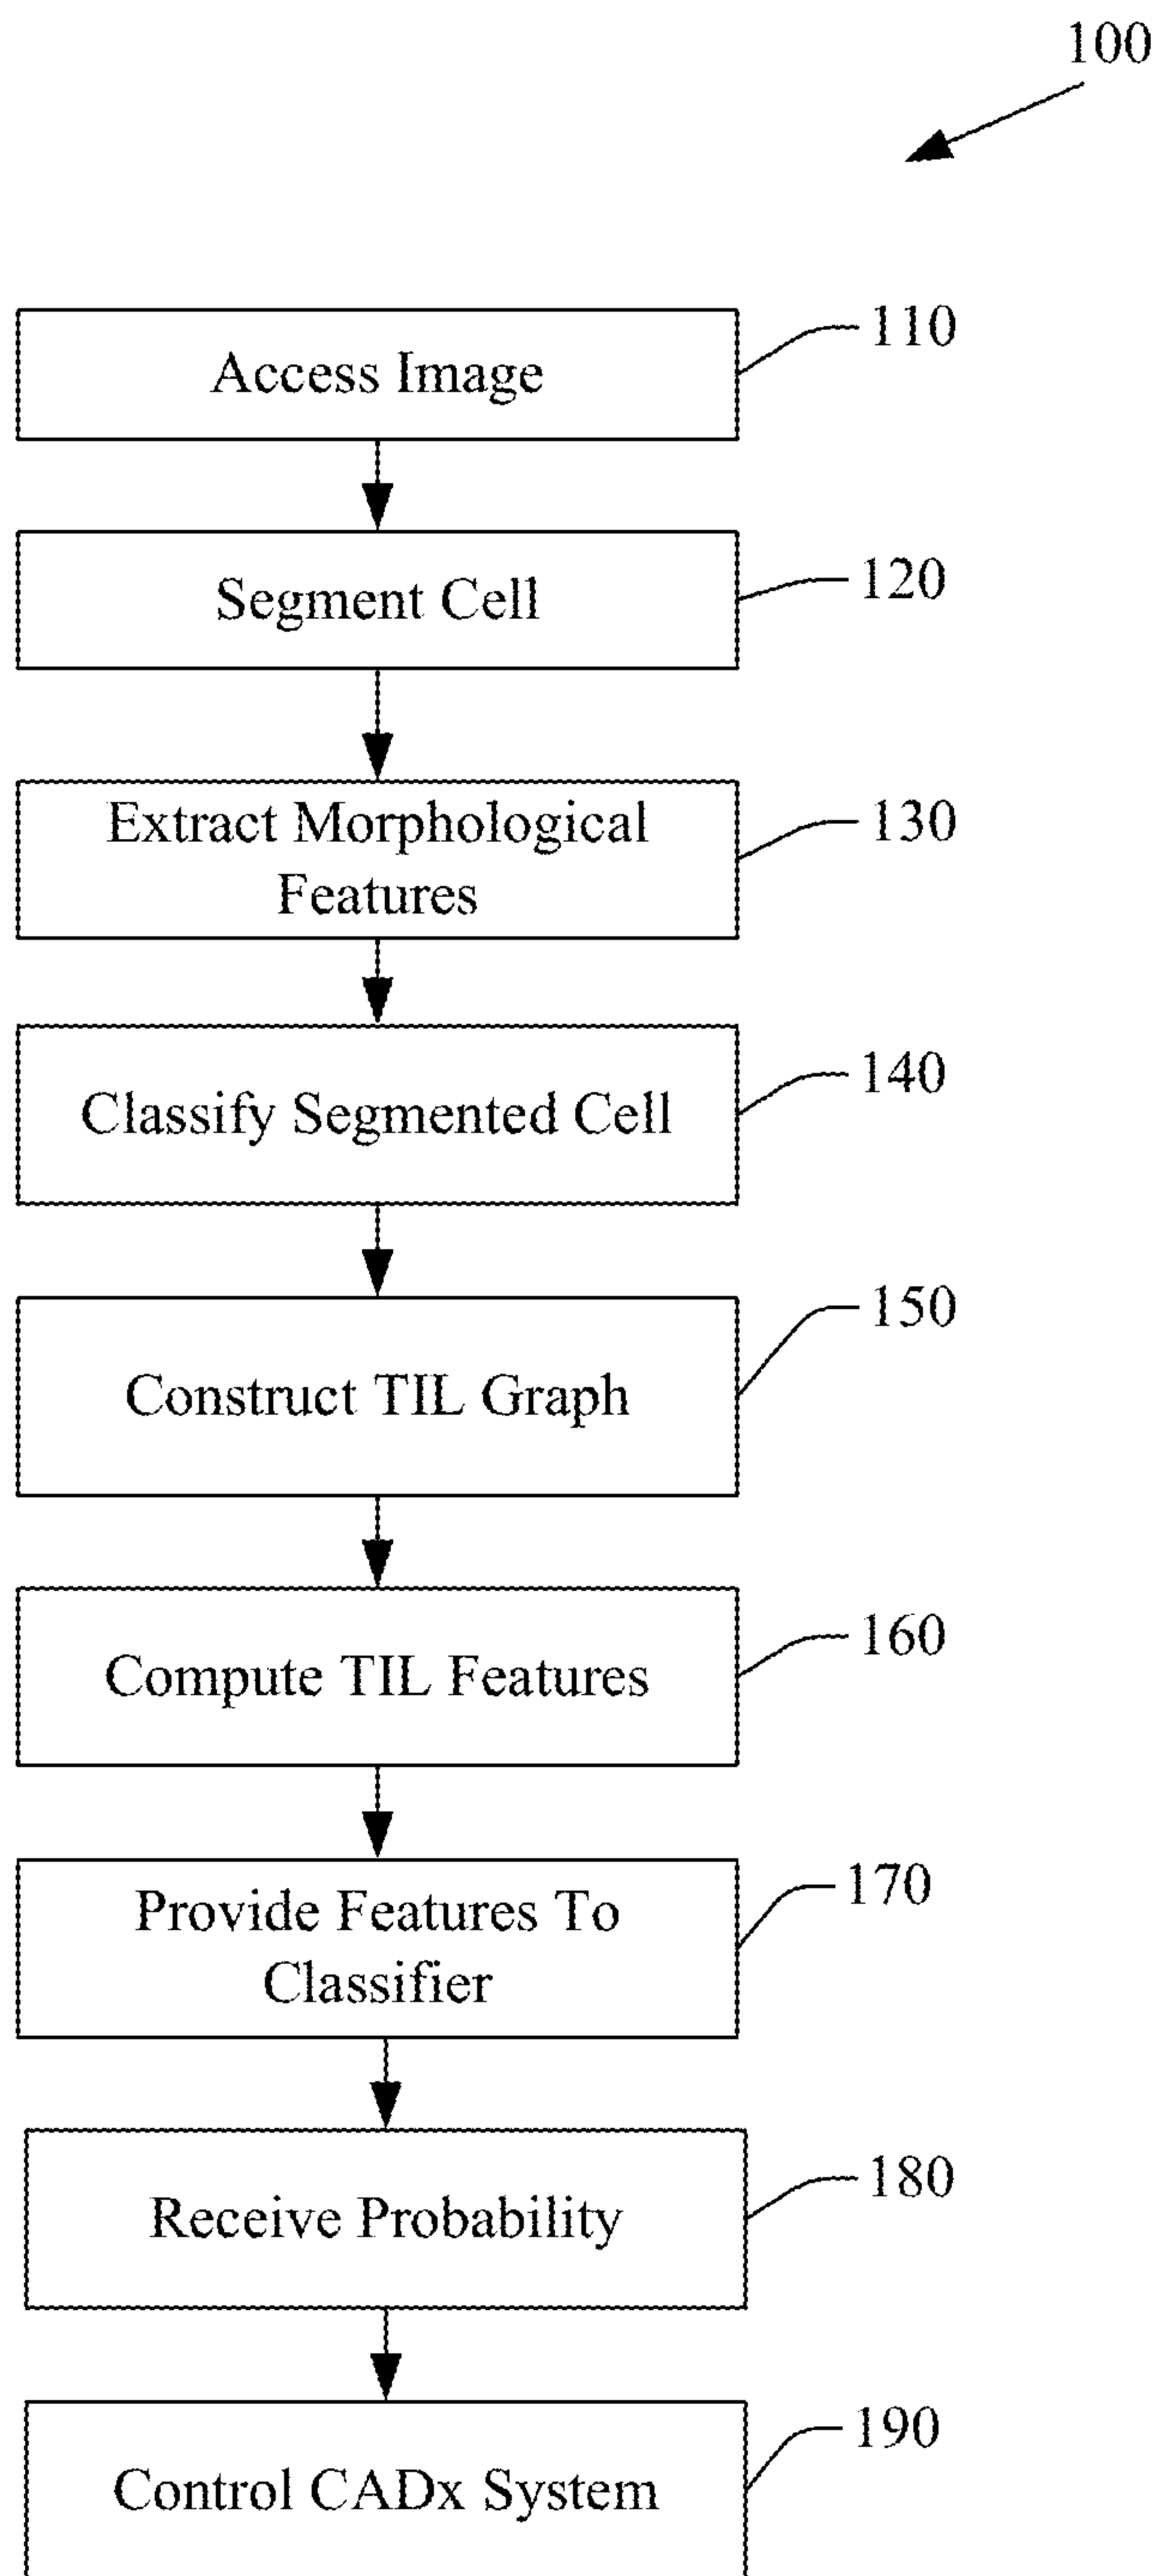 100
Access Image
110
Segment Cell
120
Extract Morphological
Features
130
Classify Segmented Cell
140
Construct TIL Graph
150
Compute TIL Features
160
Provide Features To
Classifier
170
Receive Probability
180
Control CADx System
190